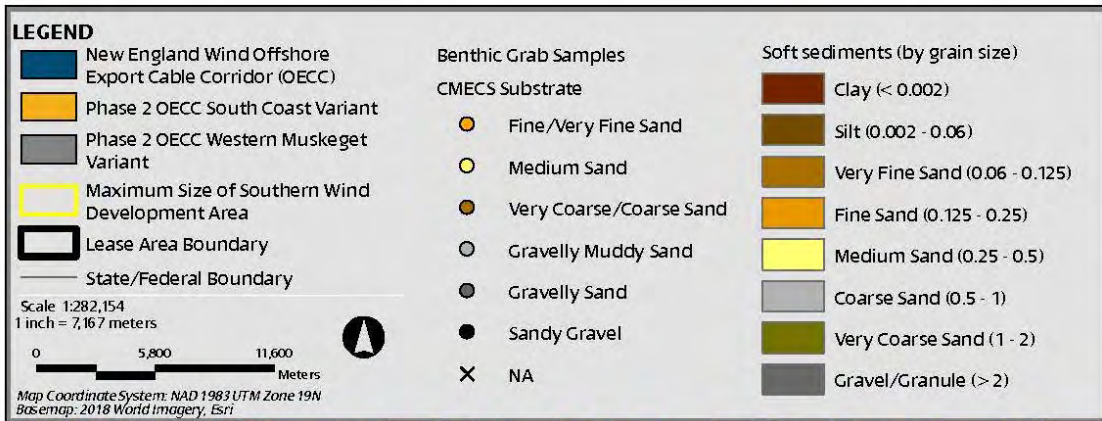 LEGEND
New England Wind Offshore
Export Cable Corridor (OECC)
Phase 2 OECC South Coast Variant
Phase 2 OECC Western Muskeget
Variant
Maximum Size of Southern Wind
Development Area
Lease Area Boundary
State/Federal Boundary
Scale 1:282,154
1 inch = 7,167 meters
0 5,800 11,600
Meters
Map Coordinate System: NAD 1983 UTM Zone 19N
Basemap: 2018 World Imagery, Esri
Benthic Grab Samples
CMECS Substrate
Fine/Very Fine Sand
Medium Sand
Very Coarse/Coarse Sand
Gravelly Muddy Sand
Gravelly Sand
Sandy Gravel
NA
Soft sediments (by grain size)
Clay (< 0.002)
Silt (0.002 - 0.06)
Very Fine Sand (0.06 - 0.125)
Fine Sand (0.125 - 0.25)
Medium Sand (0.25 - 0.5)
Coarse Sand (0.5 - 1)
Very Coarse Sand (1 - 2)
Gravel/Granule (> 2)